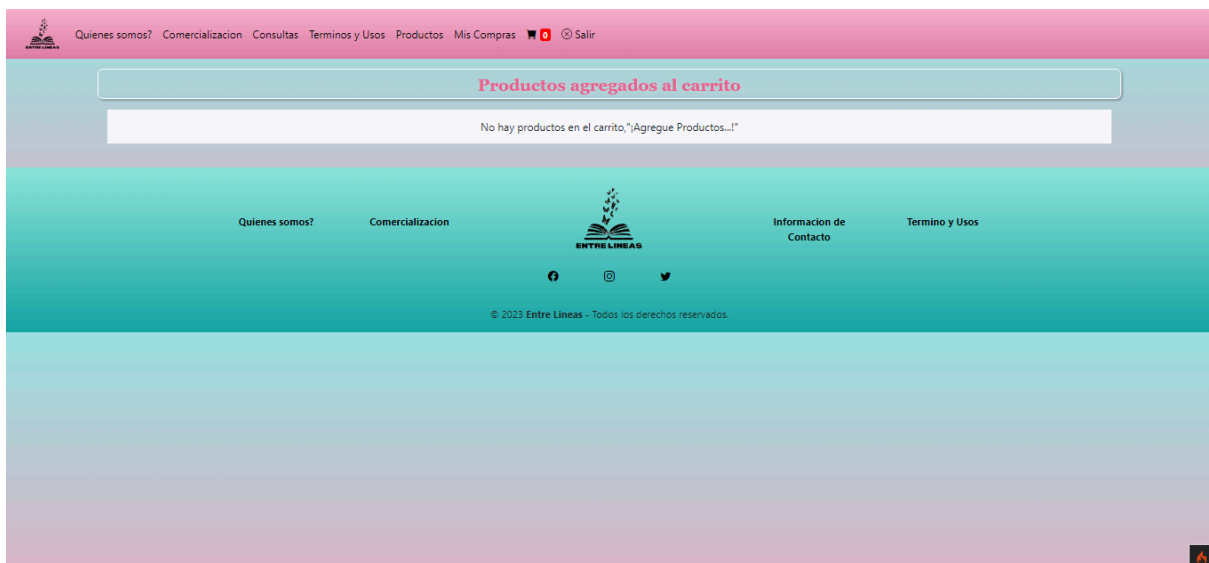 ENTRE LINEAS
Quienes somos? Comercializacion Consultas Terminos y Usos Productos Mis Compras 0 Salir
Productos agregados al carrito
No hay productos en el carrito,"¡Agregue Productos...!"
Quienes somos? Comercializacion ENTRE LINEAS Informacion de Contacto Termino y Usos
© 2023 Entre Lineas - Todos los derechos reservados.